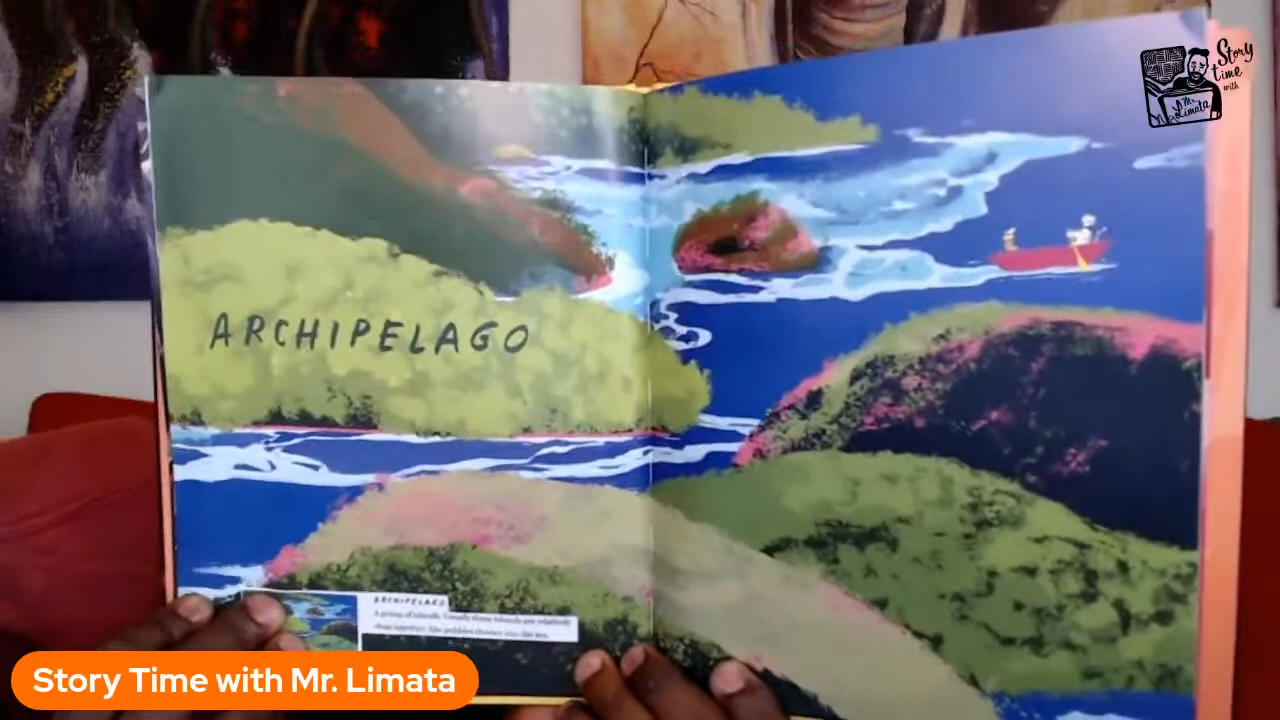 Story
time
with
Mr.
Limata
ARCHIPELAGO
ARCHIPELAGO
A group of islands. Usually these islands are relatively
close together, like pebbles thrown into the sea.
Story Time with Mr. Limata